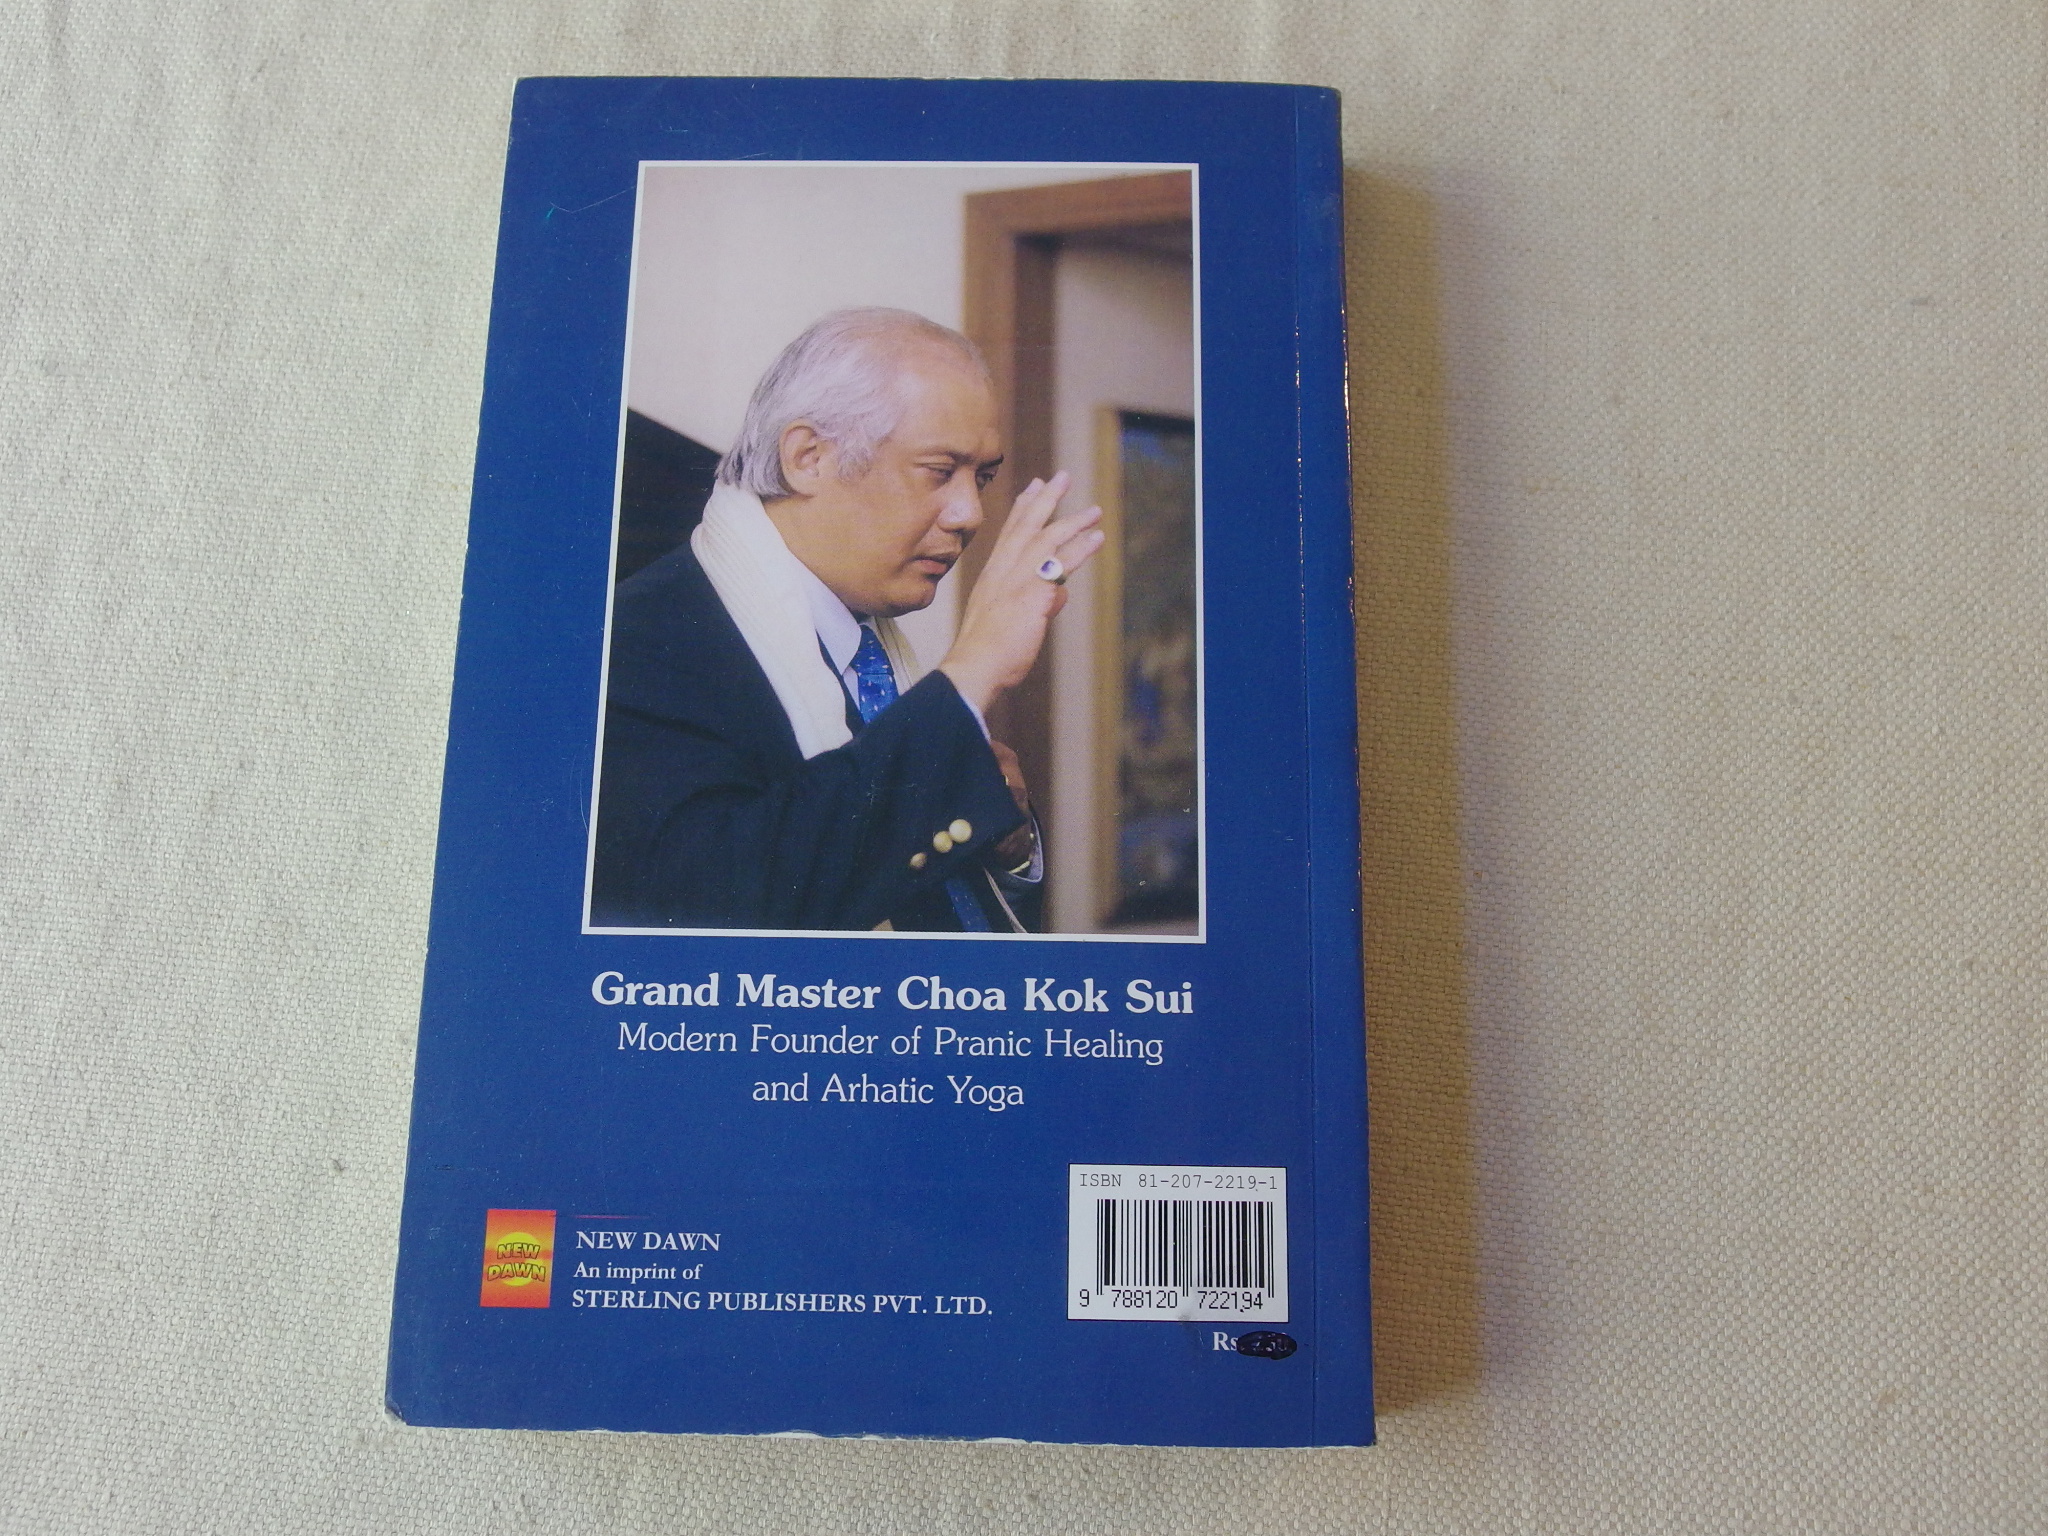 Grand Master Choa Kok Sui
Modern Founder of Pranic Healing
and Arhatic Yoga
ISBN 81-207-2219-1
9 788120 722194
Rs.
NEW DAWN
NEW DAWN
An imprint of
STERLING PUBLISHERS PVT. LTD.